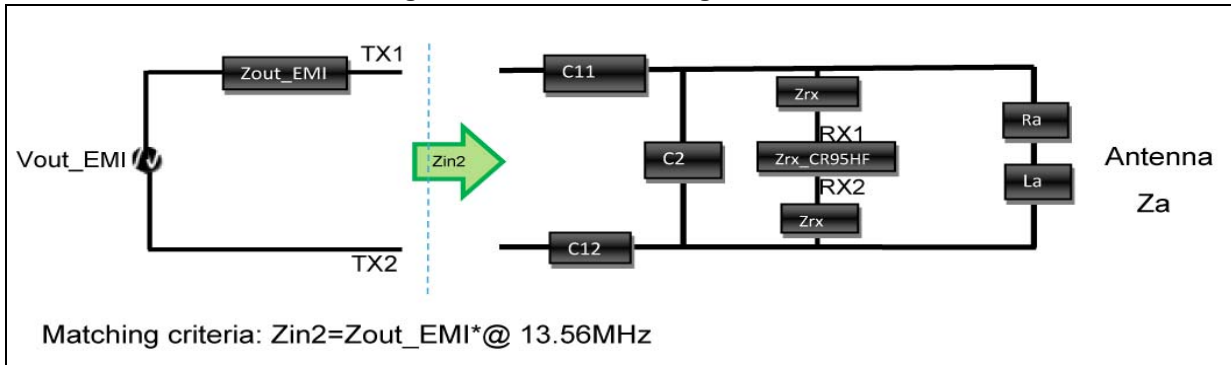 TX1
Zout_EMI
C11
Zrx
Ra
RX1
Vout_EMI
Zin2
C2
Zrx_CR95HF
Antenna
RX2
La
Za
Zrx
C12
TX2
Matching criteria: Zin2=Zout_EMI*@ 13.56MHz